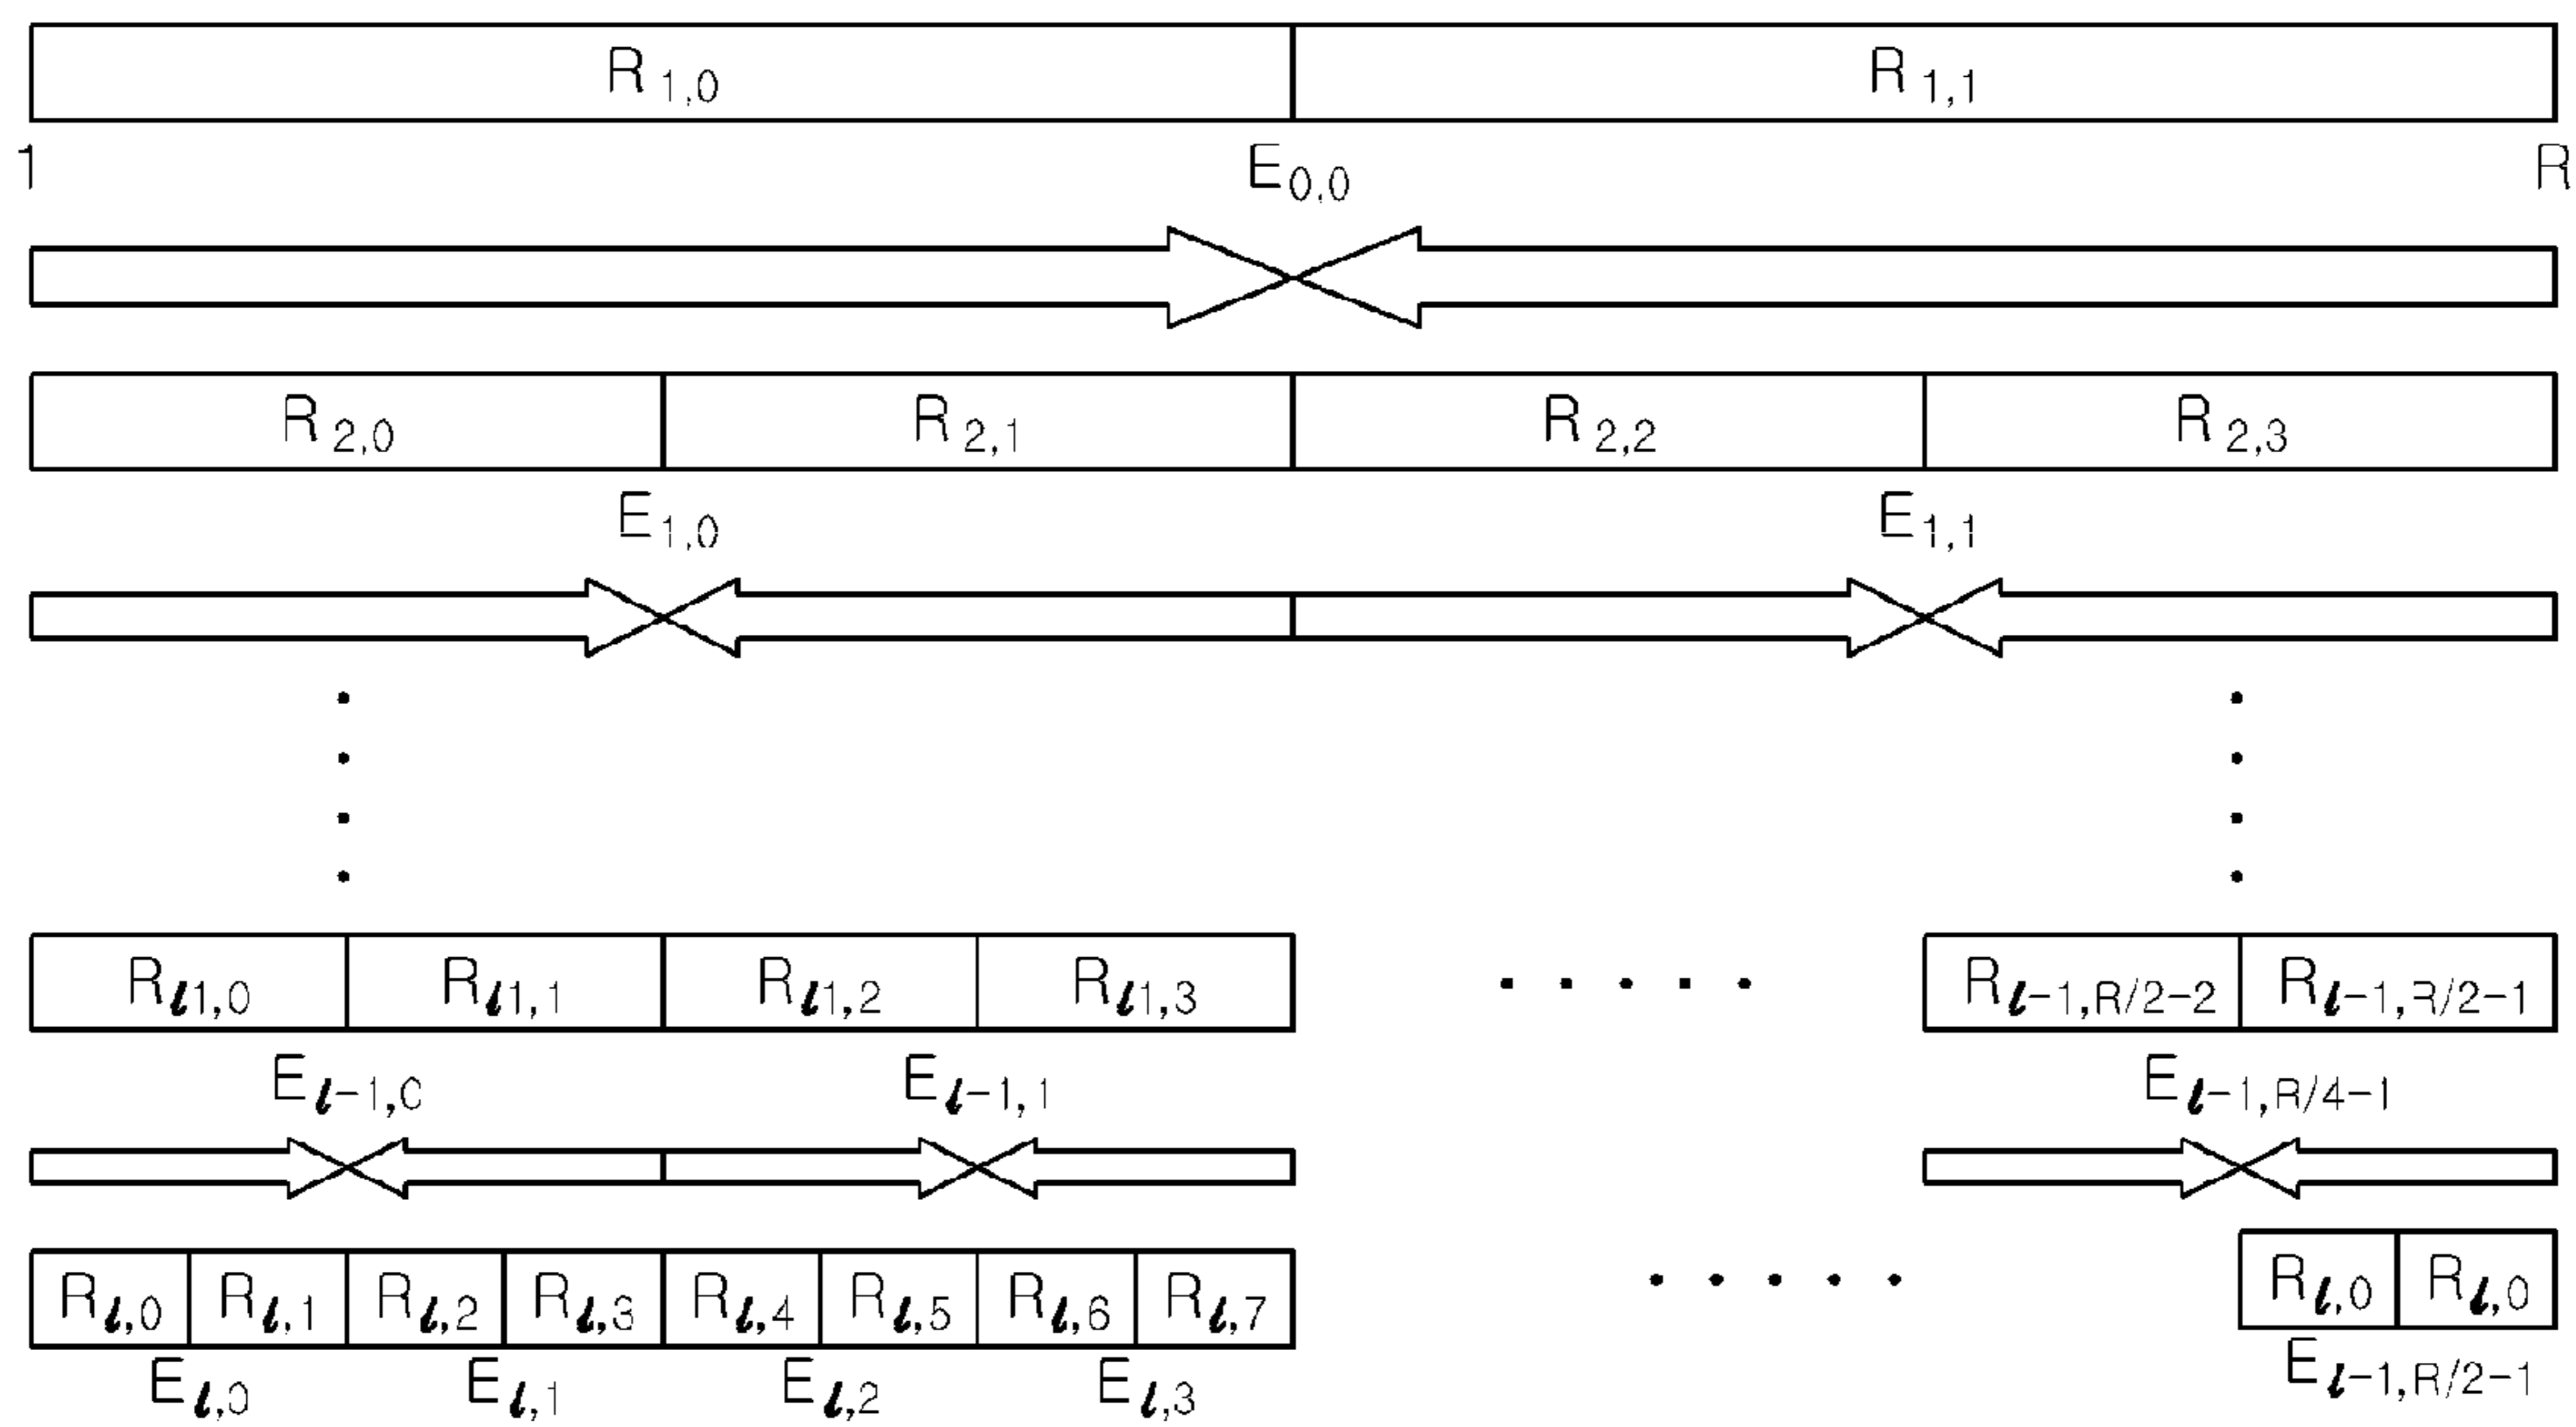 R1,0 R1,1
1 E0,0 R
R2,0 R2,1 R2,2 R2,3
E1,0 E1,1
Rℓ1,0 Rℓ1,1 Rℓ1,2 Rℓ1,3 Rℓ-1,R/2-2 Rℓ-1,R/2-1
Eℓ-1,0 Eℓ-1,1 Eℓ-1,R/4-1
Rℓ,0 Rℓ,1 Rℓ,2 Rℓ,3 Rℓ,4 Rℓ,5 Rℓ,6 Rℓ,7 Rℓ,0 Rℓ,0
Eℓ,0 Eℓ,1 Eℓ,2 Eℓ,3 Eℓ-1,R/2-1